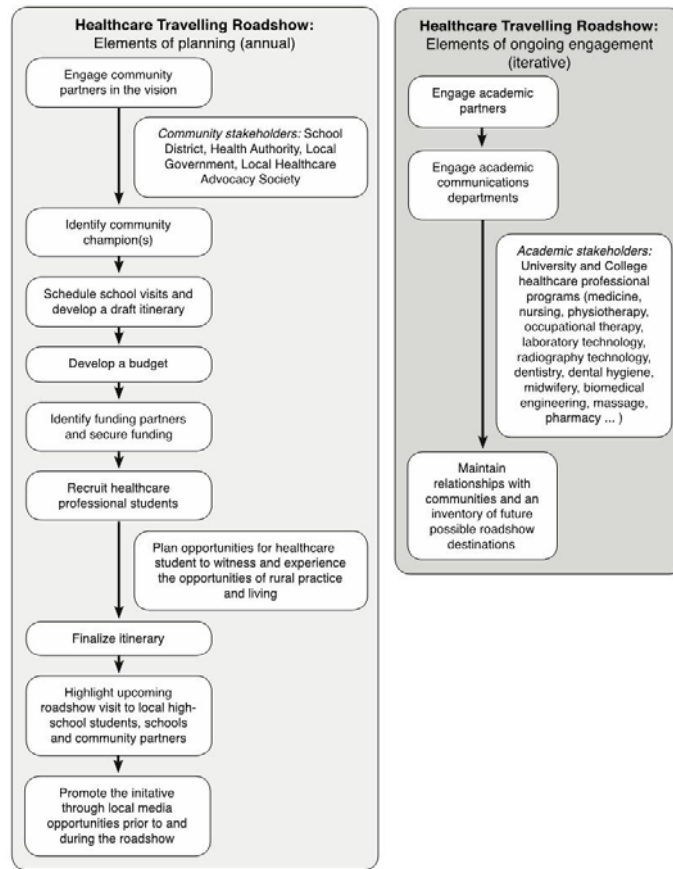 Healthcare Travelling Roadshow:
Elements of planning (annual)
Engage community
partners in the vision
Community stakeholders: School
District, Health Authority, Local
Government, Local Healthcare
Advocacy Society
Identify community
champion(s)
Schedule school visits and
develop a draft itinerary
Develop a budget
Identify funding partners
and secure funding
Recruit healthcare
professional students
Plan opportunities for healthcare
student to witness and experience
the opportunities of rural practice
and living
Finalize itinerary
Highlight upcoming
roadshow visit to local high-
school students, schools
and community partners
Promote the initative
through local media
opportunities prior to and
during the roadshow
Healthcare Travelling Roadshow:
Elements of ongoing engagement
(iterative)
Engage academic
partners
Engage academic
communications
departments
Academic stakeholders:
University and College
healthcare professional
programs (medicine,
nursing, physiotherapy,
occupational therapy,
laboratory technology,
radiography technology,
dentistry, dental hygiene,
midwifery, biomedical
engineering, massage,
pharmacy ... )
Maintain
relationships with
communities and an
inventory of future
possible roadshow
destinations